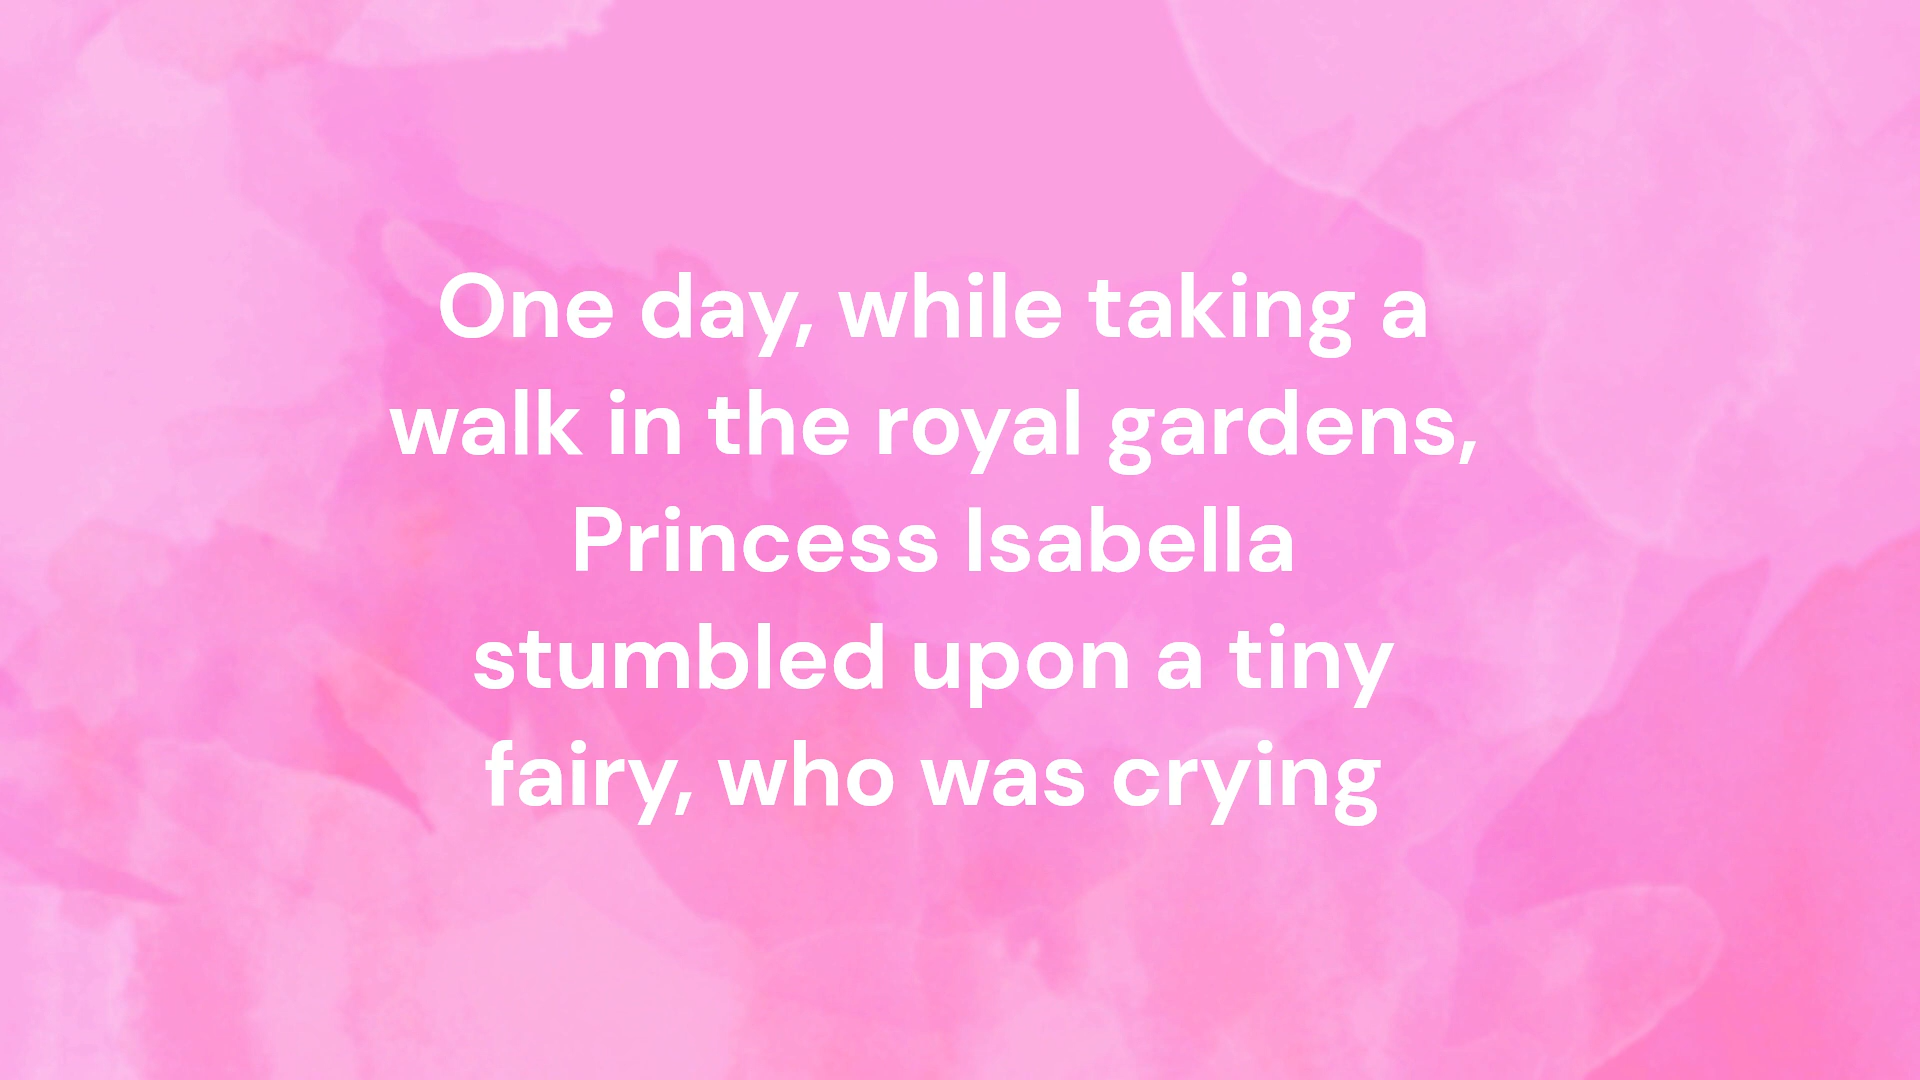 One day, while taking a
walk in the royal gardens,
Princess Isabella
stumbled upon a tiny
fairy, who was crying